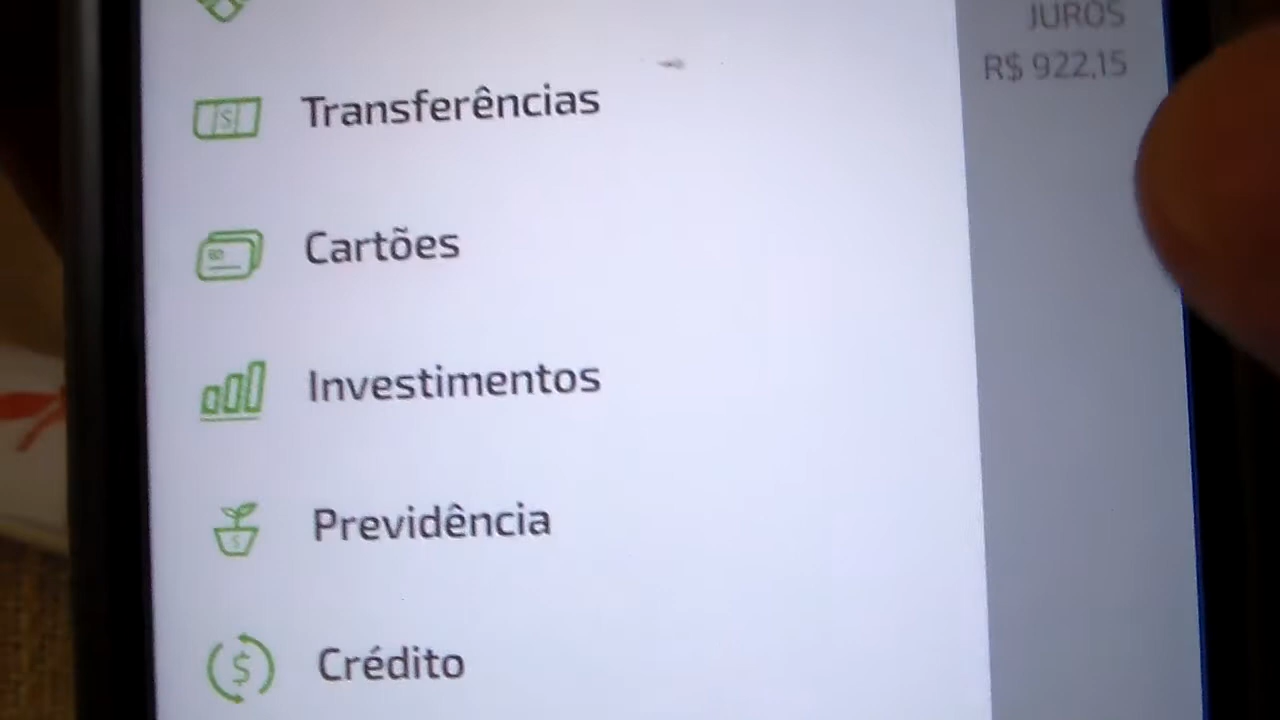 JUROS
R$ 922,15
Transferências
Cartões
Investimentos
Previdência
Crédito